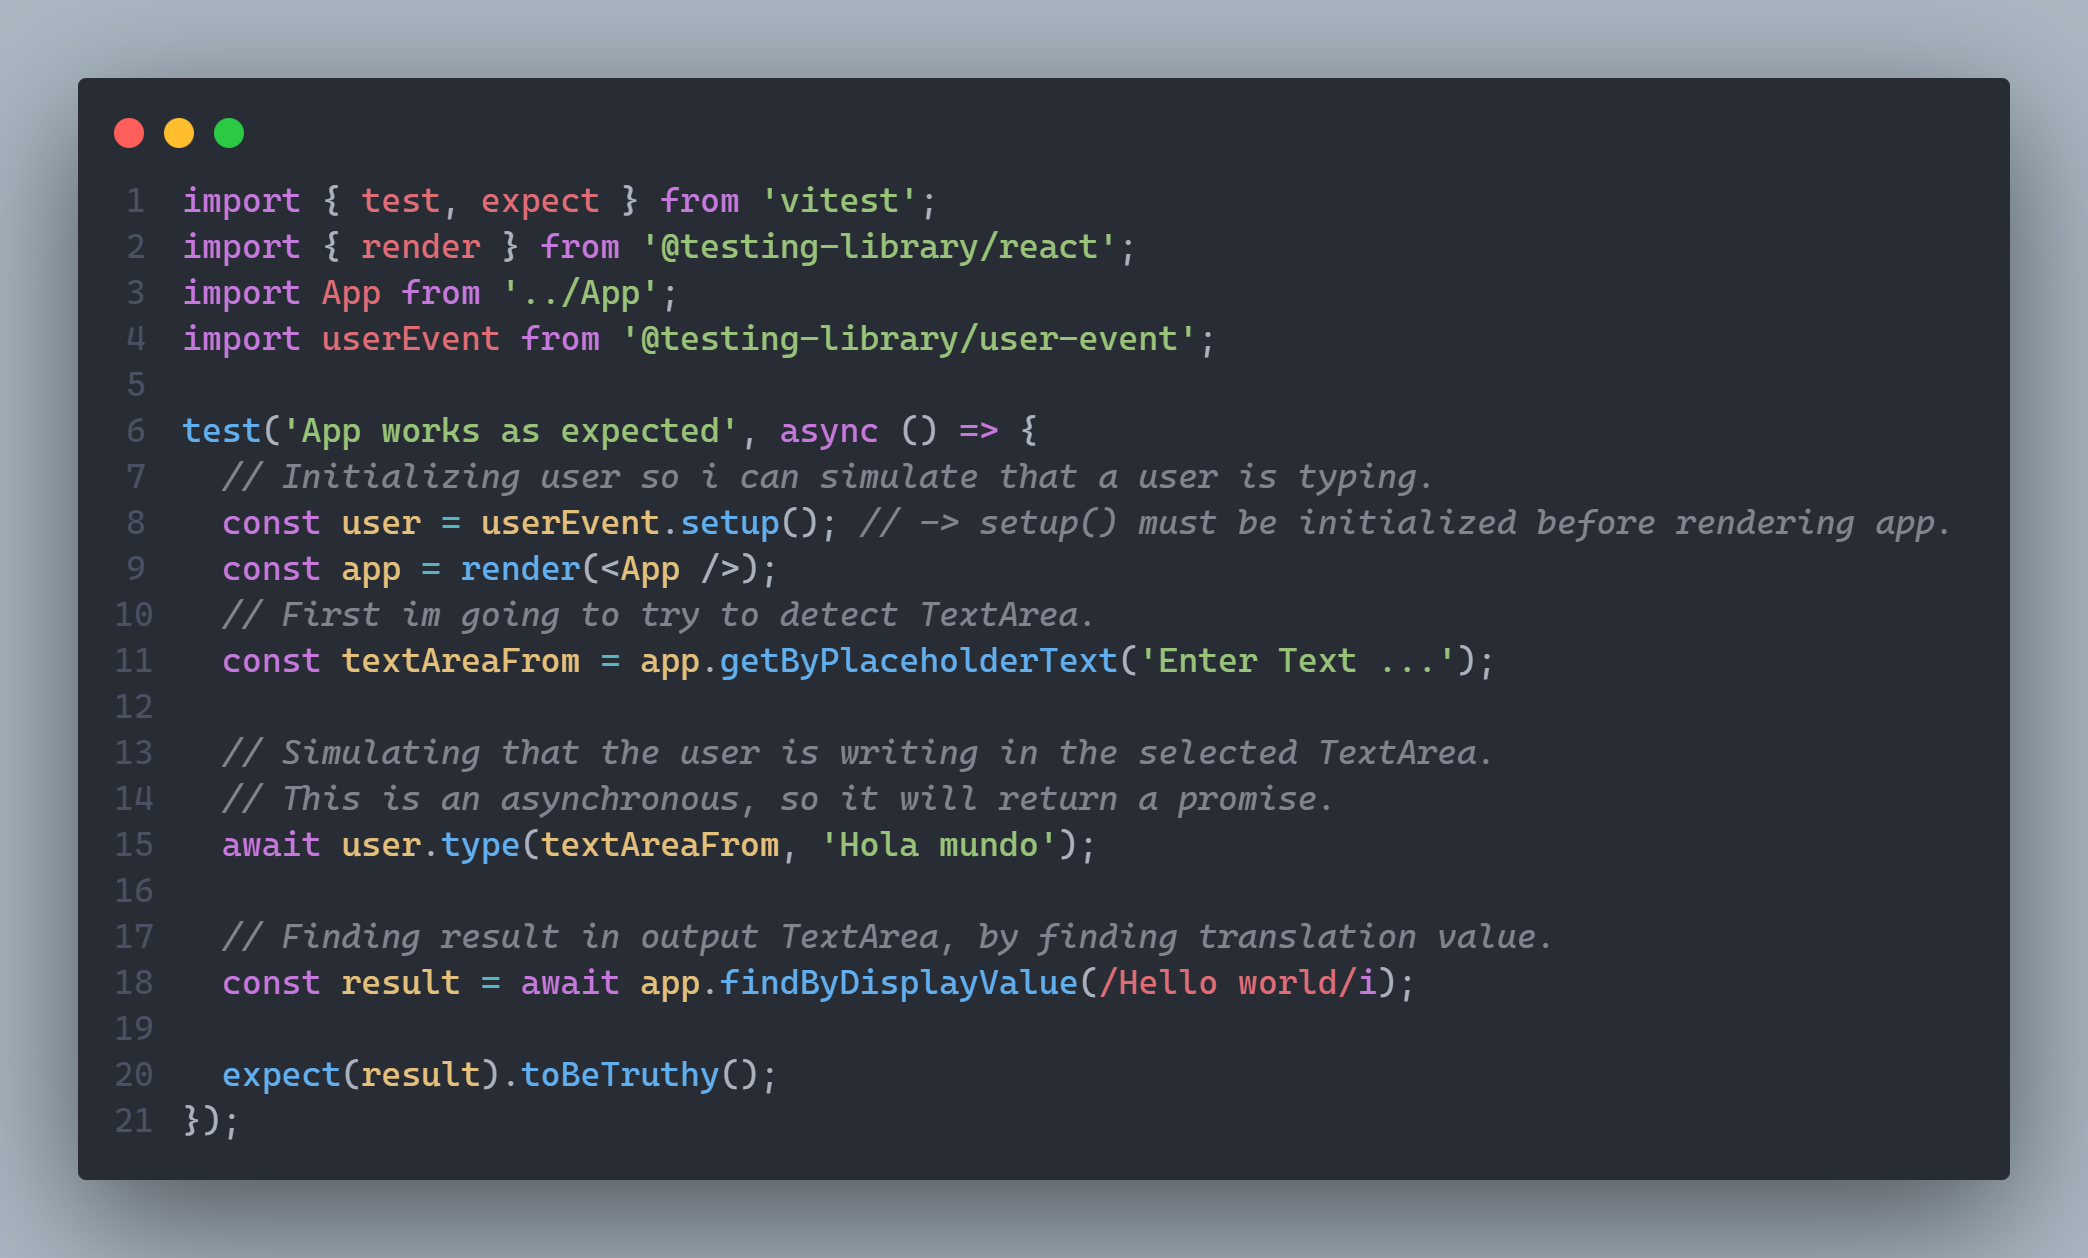 1 import { test, expect } from 'vitest';
2 import { render } from '@testing-library/react';
3 import App from '../App';
4 import userEvent from '@testing-library/user-event';
5
6 test('App works as expected', async () => {
7   // Initializing user so i can simulate that a user is typing.
8   const user = userEvent.setup(); // -> setup() must be initialized before rendering app.
9   const app = render(<App />);
10   // First im going to try to detect TextArea.
11   const textAreaFrom = app.getByPlaceholderText('Enter Text ...');
12
13   // Simulating that the user is writing in the selected TextArea.
14   // This is an asynchronous, so it will return a promise.
15   await user.type(textAreaFrom, 'Hola mundo');
16
17   // Finding result in output TextArea, by finding translation value.
18   const result = await app.findByDisplayValue(/Hello world/i);
19
20   expect(result).toBeTruthy();
21 });